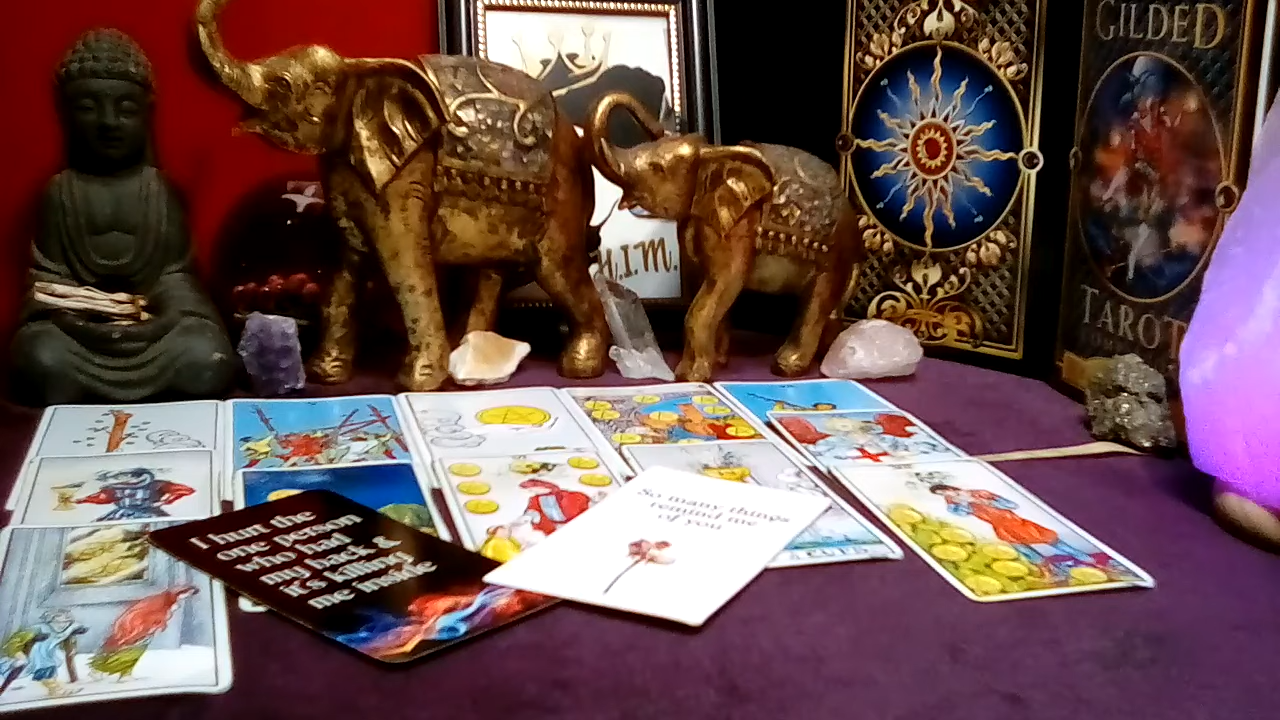 GILDED
TAROT
H.I.M.
I hurt the
one person
who had
my back &
it's killing
me inside
So many things
remind me
of you